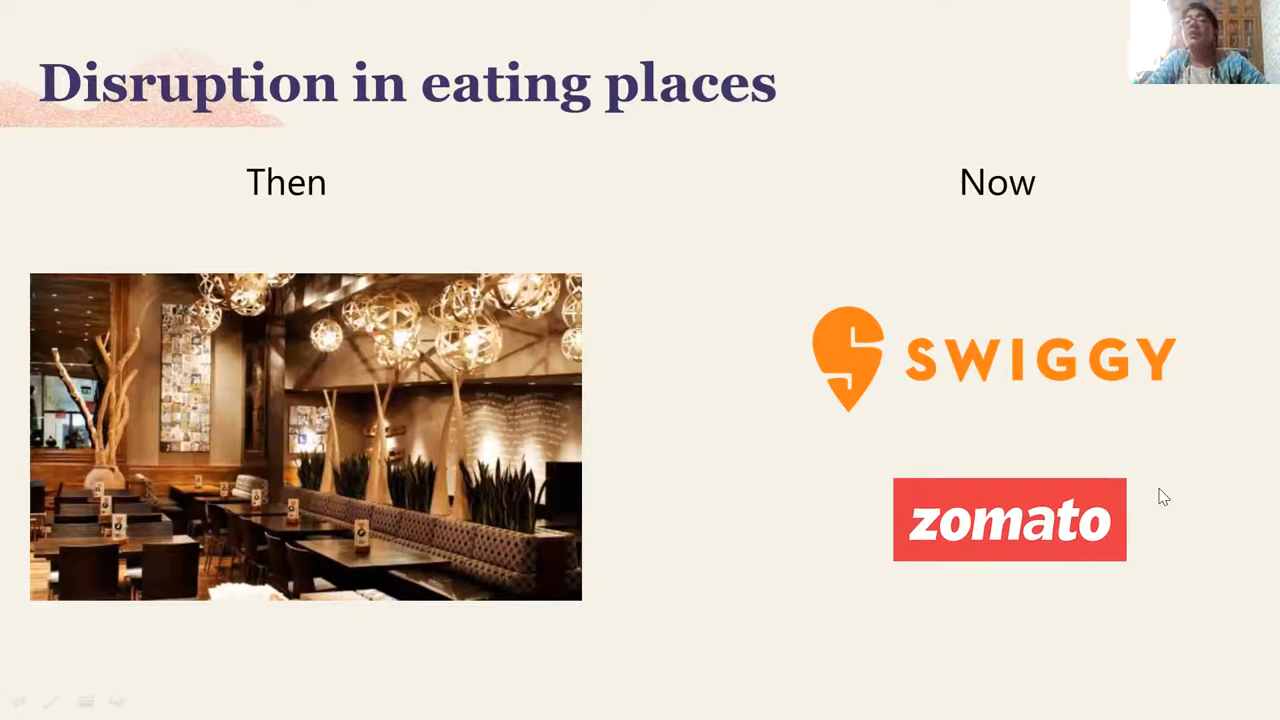 Disruption in eating places
Then
Now
SWIGGY
zomato